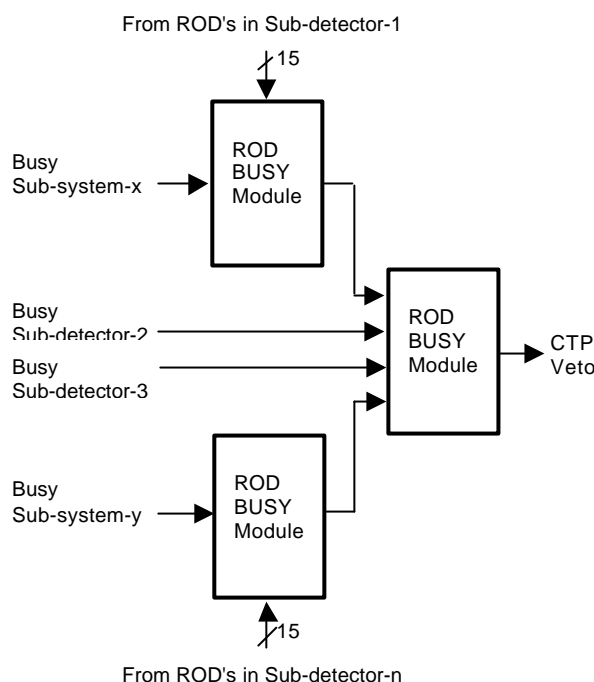 From ROD's in Sub-detector-1
15
ROD
BUSY
Module
Busy
Sub-system-x
ROD
BUSY
Module
Busy
Sub-detector-2
Busy
Sub-detector-3
CTP
Veto
ROD
BUSY
Module
Busy
Sub-system-y
15
From ROD's in Sub-detector-n